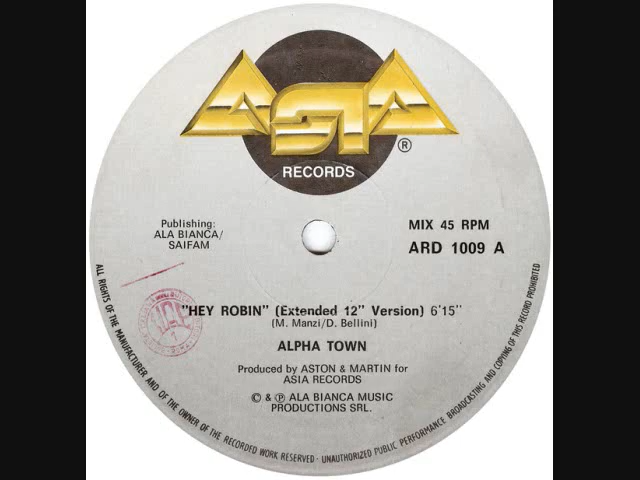 ASIA
®
RECORDS
Publishing:
ALA BIANCA/
SAIFAM
MIX 45 RPM
ARD 1009 A
"HEY ROBIN" (Extended 12" Version) 6'15"
(M. Manzi/D. Bellini)
ALPHA TOWN
Produced by ASTON & MARTIN for
ASIA RECORDS
© & ℗ ALA BIANCA MUSIC
PRODUCTIONS SRL.
ALL RIGHTS OF THE MANUFACTURER AND OF THE OWNER OF THE RECORDED WORK RESERVED - UNAUTHORIZED PUBLIC PERFORMANCE BROADCASTING AND COPYING OF THIS RECORD PROHIBITED